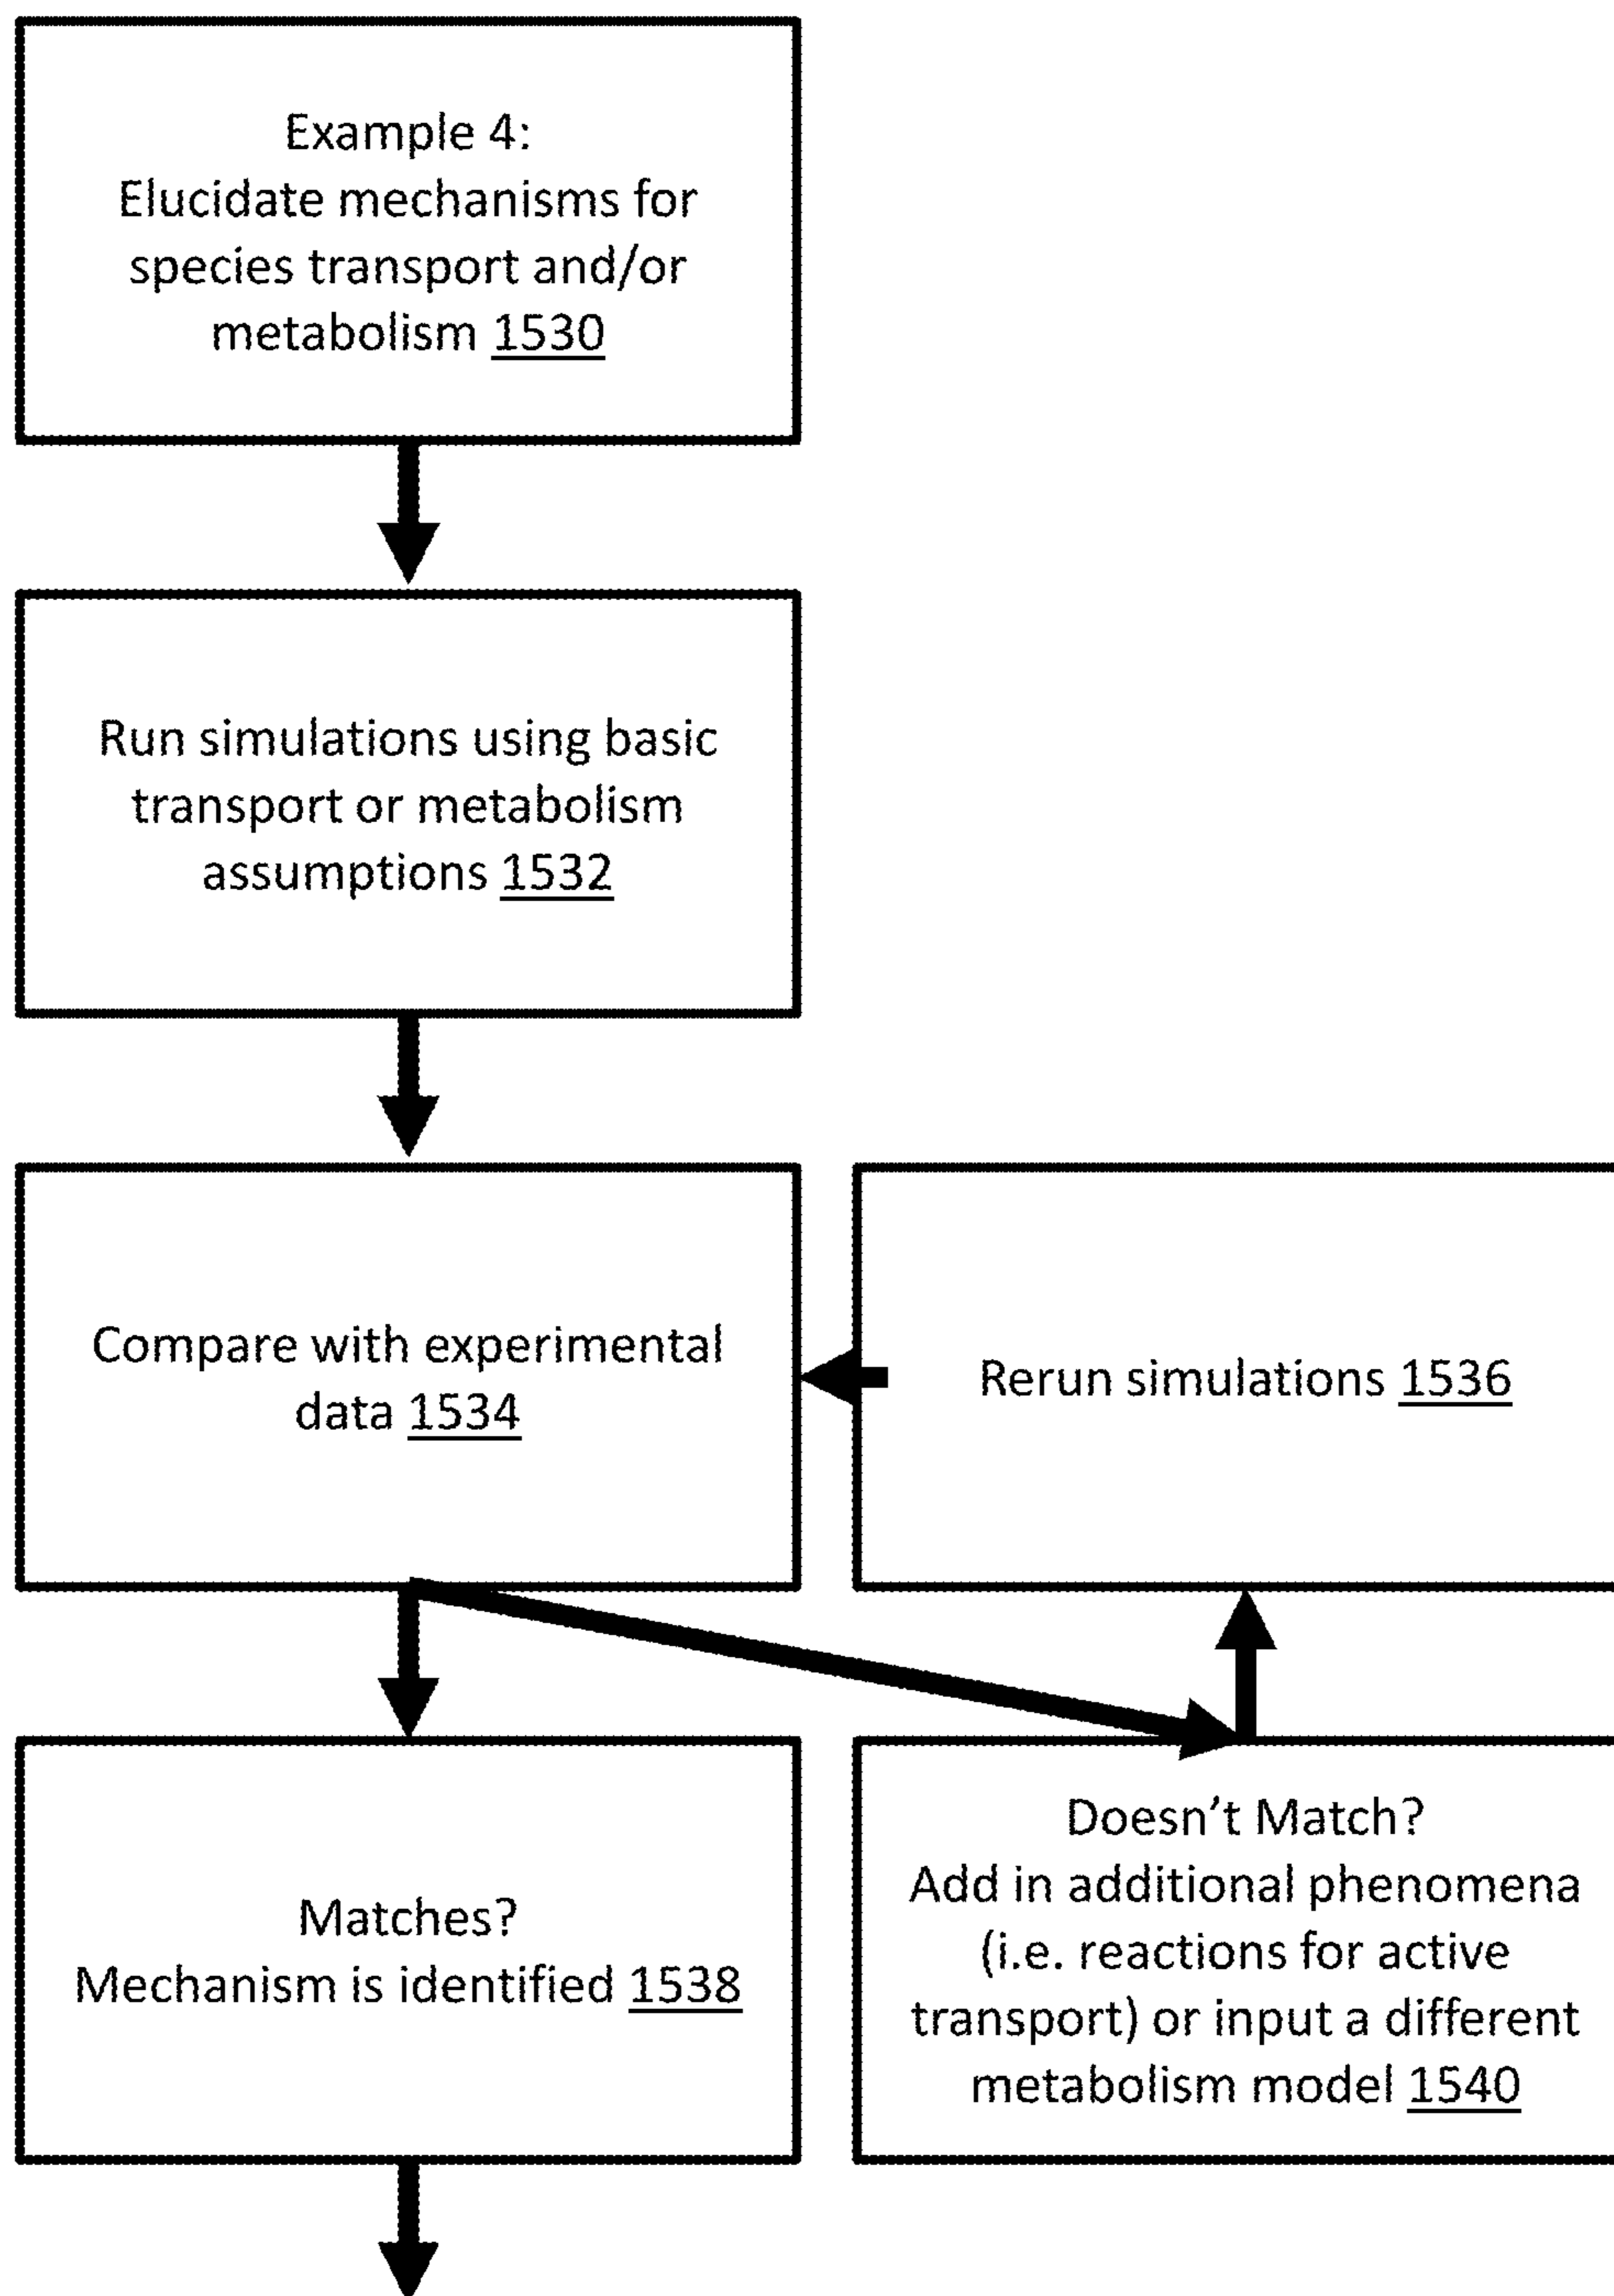 Example 4:
Elucidate mechanisms for
species transport and/or
metabolism 1530
Run simulations using basic
transport or metabolism
assumptions 1532
Compare with experimental
data 1534
Rerun simulations 1536
Matches?
Mechanism is identified 1538
Doesn't Match?
Add in additional phenomena
(i.e. reactions for active
transport) or input a different
metabolism model 1540